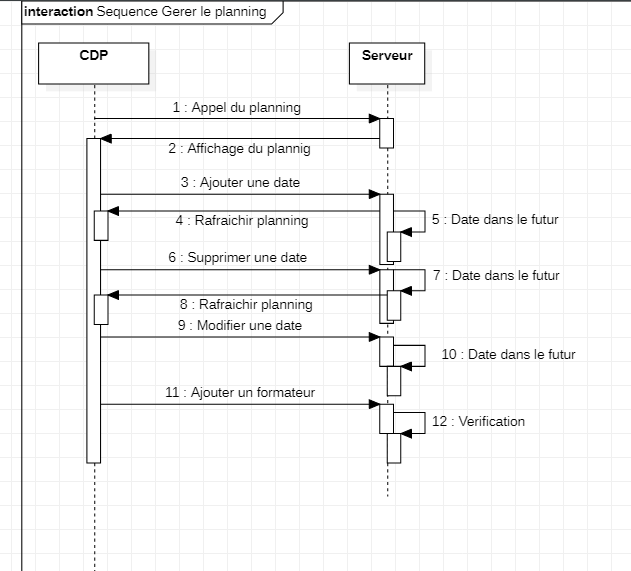 interaction Sequence Gerer le planning
CDP
Serveur
1 : Appel du planning
2 : Affichage du plannig
3 : Ajouter une date
4 : Rafraichir planning
5 : Date dans le futur
6 : Supprimer une date
7 : Date dans le futur
8 : Rafraichir planning
9 : Modifier une date
10 : Date dans le futur
11 : Ajouter un formateur
12 : Verification